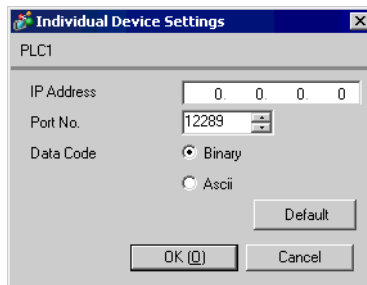 Individual Device Settings
PLC1
IP Address 0. 0. 0. 0
Port No. 12289
Data Code Binary
Ascii
Default
OK (O) Cancel